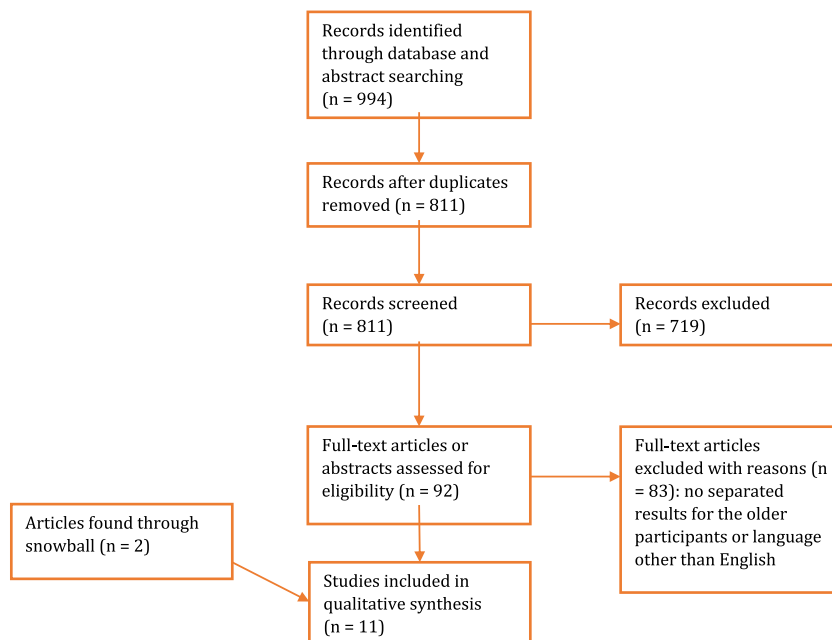 Records identified
through database and
abstract searching
(n = 994)
Records after duplicates
removed (n = 811)
Records screened
(n = 811)
Records excluded
(n = 719)
Full-text articles or
abstracts assessed for
eligibility (n = 92)
Full-text articles
excluded with reasons (n
= 83): no separated
results for the older
participants or language
other than English
Articles found through
snowball (n = 2)
Studies included in
qualitative synthesis
(n = 11)